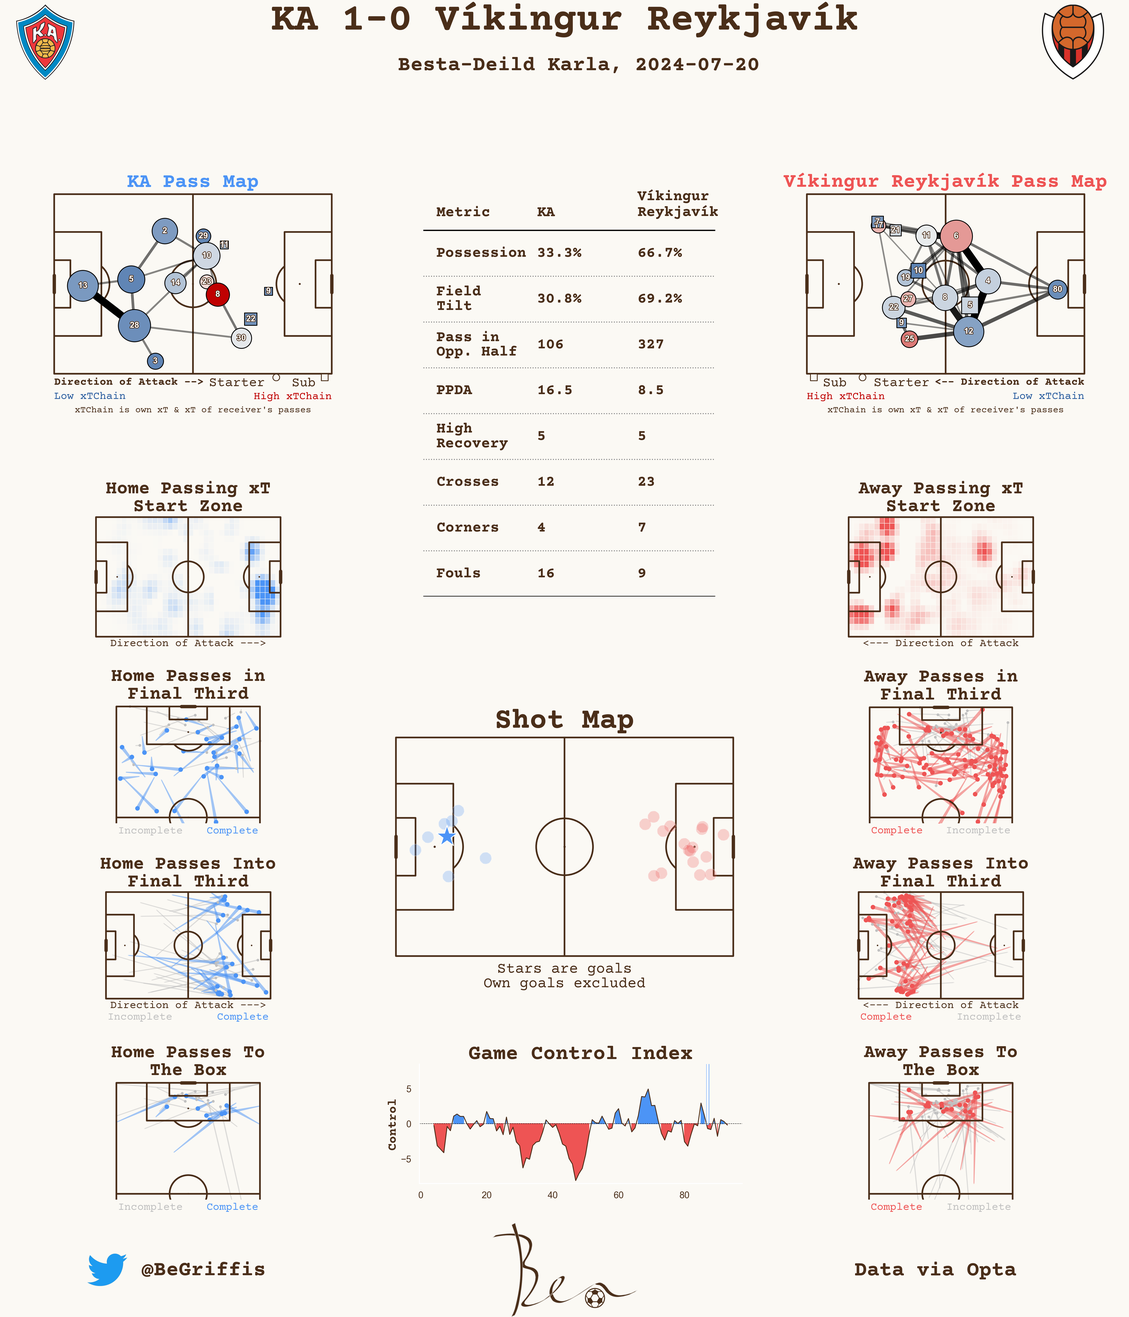 KA 1-0 Víkingur Reykjavík
Besta-Deild Karla, 2024-07-20
KA
KA Pass Map
2
29
11
10
13
5
14
23
8
9
28
22
30
3
Direction of Attack --> Starter Sub
Low xTChain High xTChain
xTChain is own xT & xT of receiver's passes
Metric KA Víkingur Reykjavík
Possession 33.3% 66.7%
Field Tilt 30.8% 69.2%
Pass in Opp. Half 106 327
PPDA 16.5 8.5
High Recovery 5 5
Crosses 12 23
Corners 4 7
Fouls 16 9
Víkingur Reykjavík Pass Map
21
11
6
19
10
4
80
27
8
22
5
9
12
25
Sub Starter <-- Direction of Attack
High xTChain Low xTChain
xTChain is own xT & xT of receiver's passes
Home Passing xT
Start Zone
Direction of Attack --->
Away Passing xT
Start Zone
<--- Direction of Attack
Home Passes in
Final Third
Incomplete Complete
Away Passes in
Final Third
Complete Incomplete
Shot Map
Stars are goals
Own goals excluded
Home Passes Into
Final Third
Direction of Attack --->
Incomplete Complete
Away Passes Into
Final Third
<--- Direction of Attack
Complete Incomplete
Home Passes To
The Box
Incomplete Complete
Game Control Index
Control
5
0
−5
0 20 40 60 80
Away Passes To
The Box
Complete Incomplete
@BeGriffis
Bea
Data via Opta